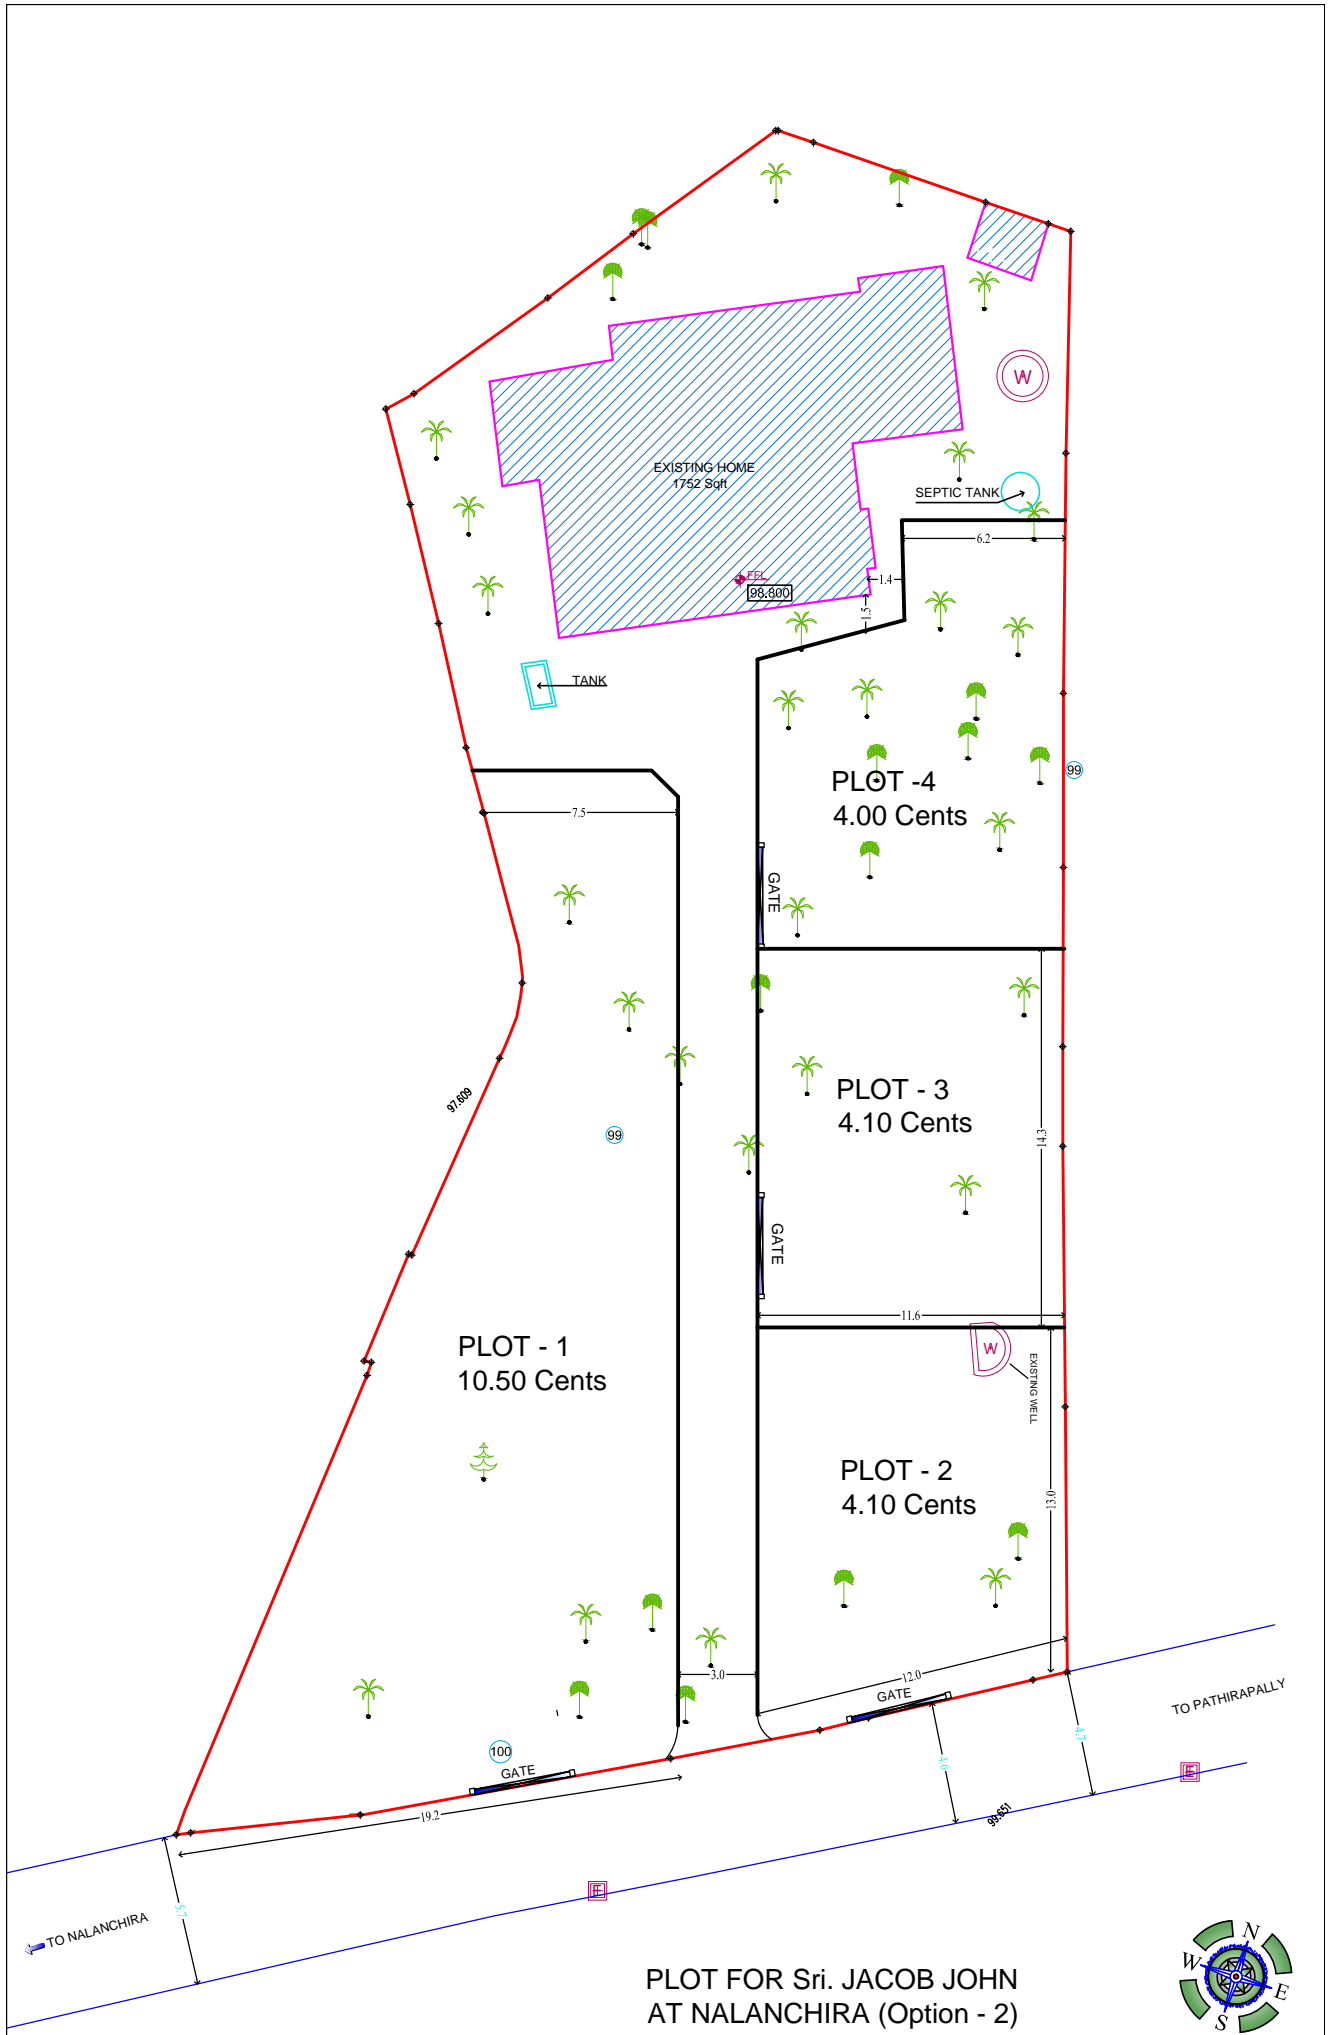 W
EXISTING HOME
1752 Sqft
SEPTIC TANK
6.2
FFL
98.800
1.4
1.5
TANK
99
PLOT -4
4.00 Cents
7.5
GATE
PLOT - 3
4.10 Cents
97.609
99
14.3
GATE
11.6
PLOT - 1
10.50 Cents
W
EXISTING WELL
PLOT - 2
4.10 Cents
13.0
3.0
12.0
GATE
TO PATHIRAPALLY
4.7
4.6
100
GATE
E
19.2
99.651
E
5.7
TO NALANCHIRA
N
W
E
S
PLOT FOR Sri. JACOB JOHN
AT NALANCHIRA (Option - 2)